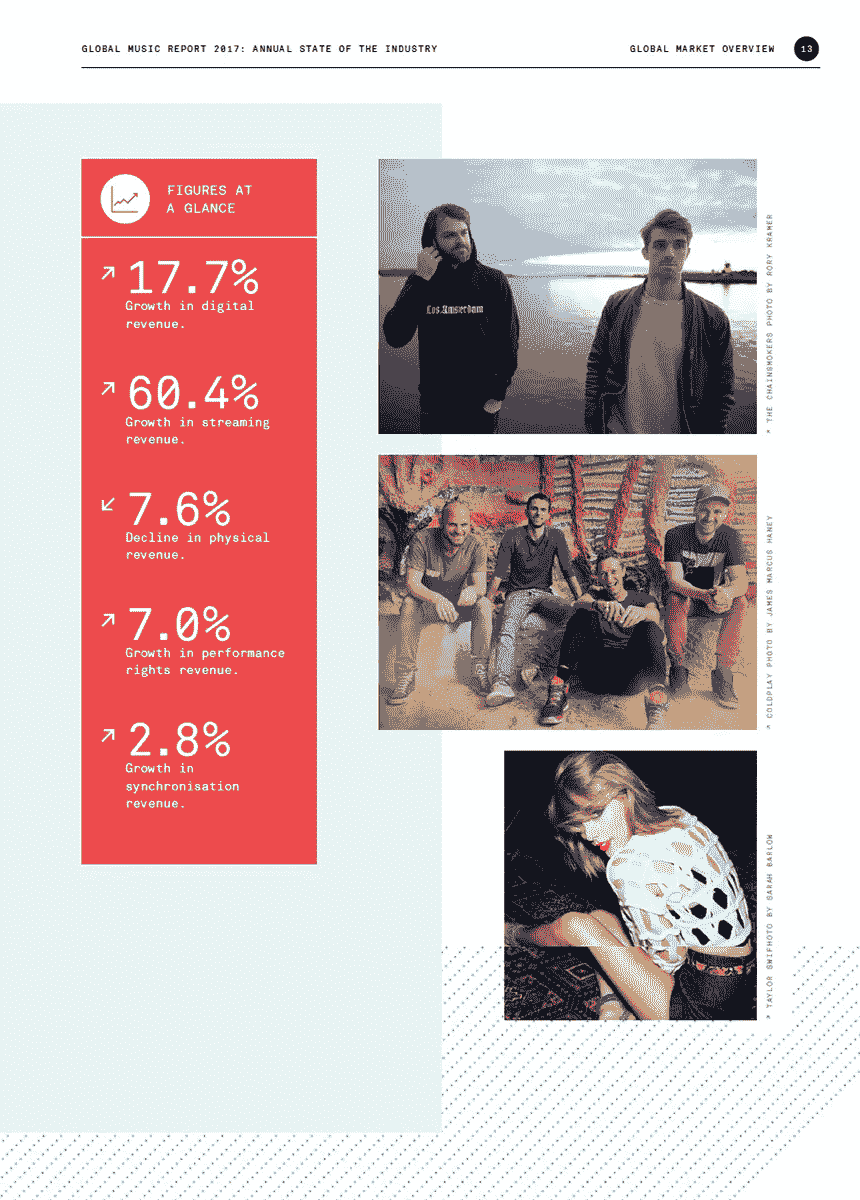 GLOBAL MUSIC REPORT 2017: ANNUAL STATE OF THE INDUSTRY
GLOBAL MARKET OVERVIEW
13
FIGURES AT
A GLANCE
17.7%
Growth in digital
revenue.
60.4%
Growth in streaming
revenue.
7.6%
Decline in physical
revenue.
7.0%
Growth in performance
rights revenue.
2.8%
Growth in
synchronisation
revenue.
Los Amsterdam
THE CHAINSMOKERS PHOTO BY RORY KRAMER
COLDPLAY PHOTO BY JAMES MARCUS HANEY
TAYLOR SWIFHOTO BY SARAH BARLOW